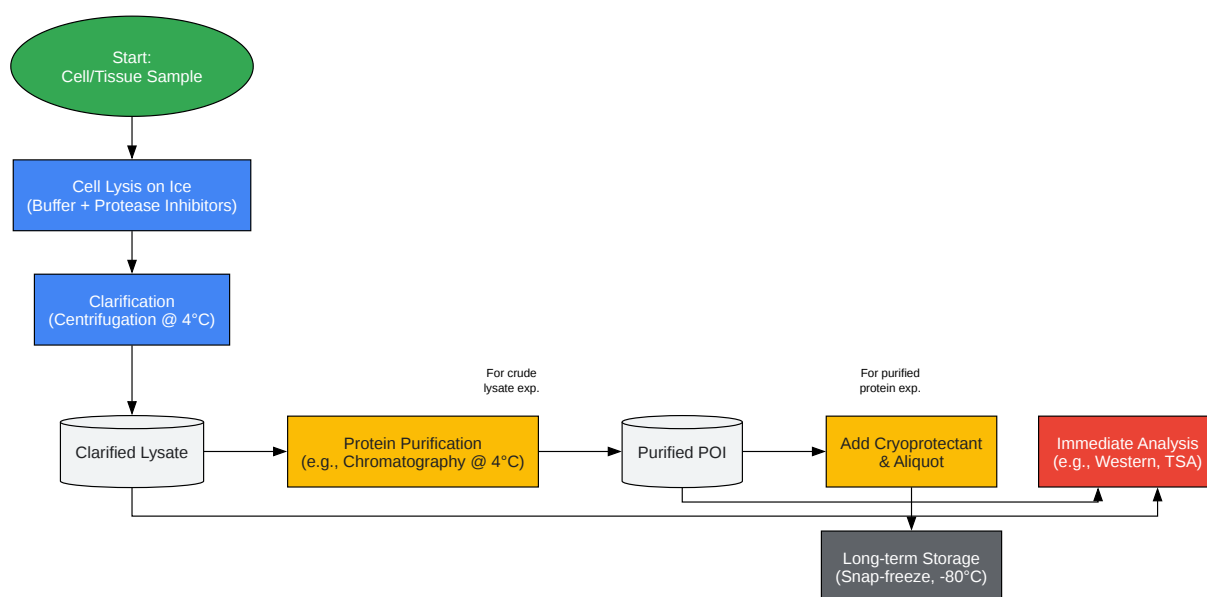 Start:
Cell/Tissue Sample
Cell Lysis on Ice
(Buffer + Protease Inhibitors)
Clarification
(Centrifugation @ 4°C)
For crude
lysate exp.
For purified
protein exp.
Clarified Lysate
Protein Purification
(e.g., Chromatography @ 4°C)
Purified POI
Add Cryoprotectant
& Aliquot
Immediate Analysis
(e.g., Western, TSA)
Long-term Storage
(Snap-freeze, -80°C)